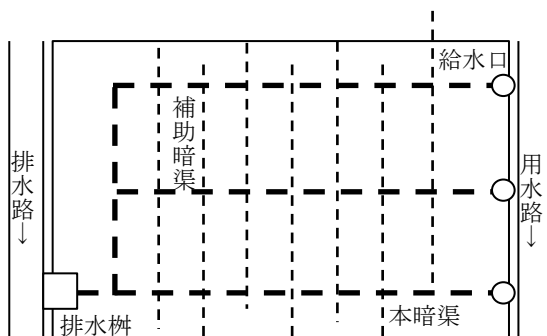 給水口
補助暗渠
排水路↓
用水路↓
本暗渠
排水桝